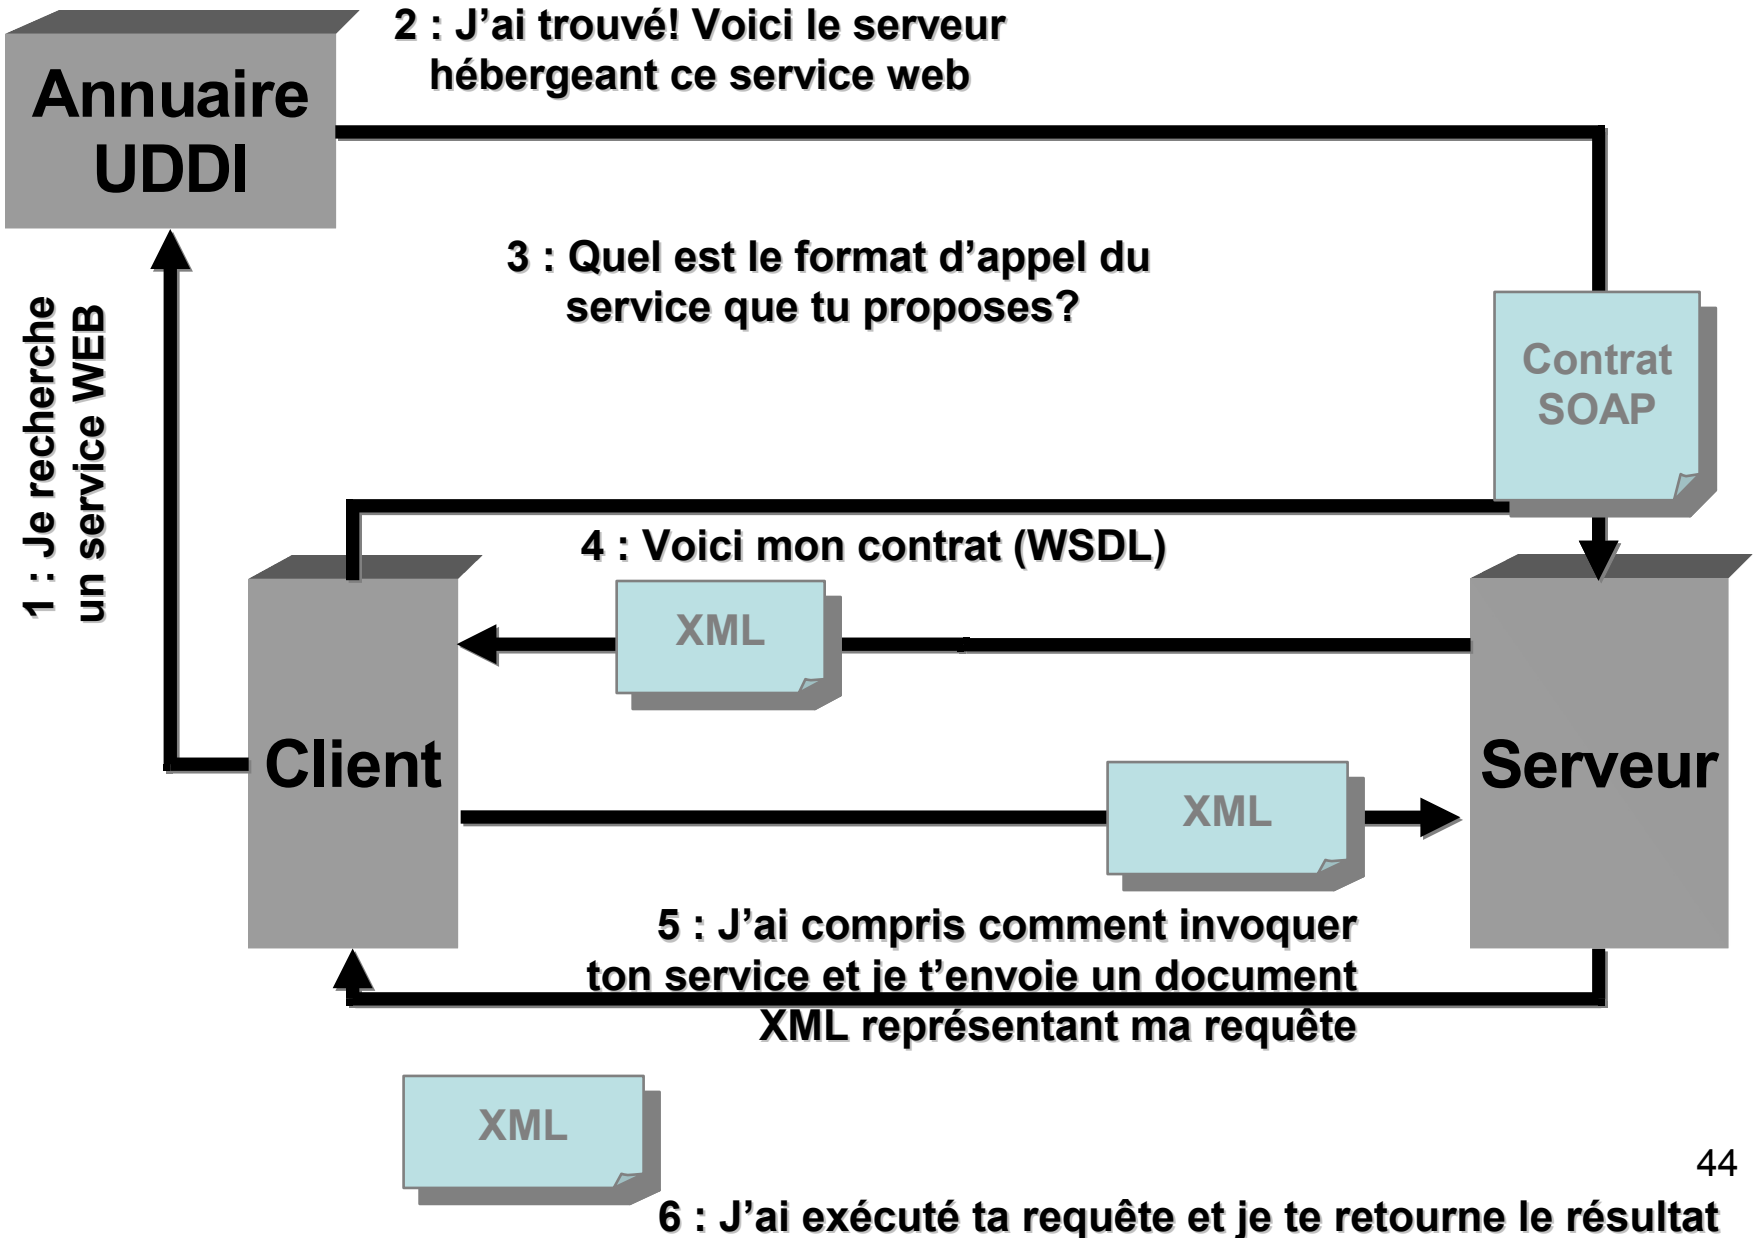 2 : J’ai trouvé! Voici le serveur
hébergeant ce service web
Annuaire
UDDI
3 : Quel est le format d’appel du
service que tu proposes?
1 : Je recherche
un service WEB
Contrat
SOAP
4 : Voici mon contrat (WSDL)
XML
Client
Serveur
XML
5 : J’ai compris comment invoquer
ton service et je t’envoie un document
XML représentant ma requête
XML
44
6 : J’ai exécuté ta requête et je te retourne le résultat